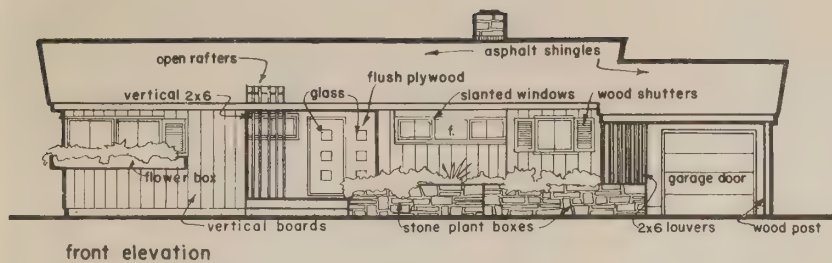 asphalt shingles
open rafters
flush plywood
vertical 2x6
glass
slanted windows
wood shutters
f.
flower box
garage door
vertical boards
stone plant boxes
2x6 louvers
wood post
front elevation